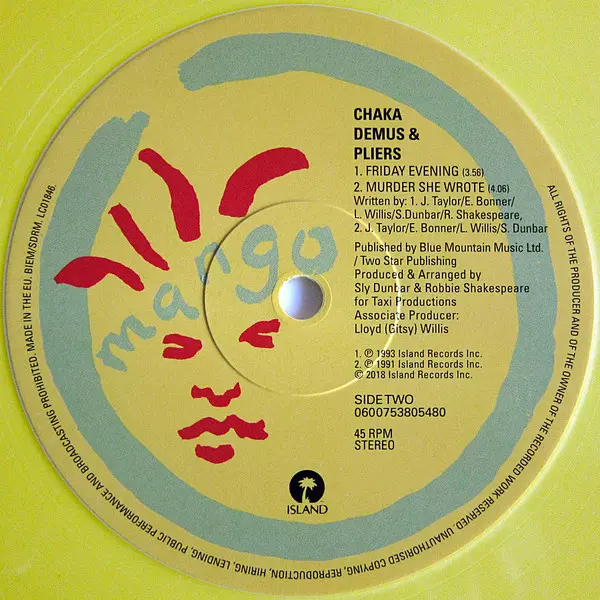 CHAKA
DEMUS &
PLIERS
1. FRIDAY EVENING (3.56)
2. MURDER SHE WROTE (4.06)
Written by: 1. J. Taylor/E. Bonner/
L. Willis/S.Dunbar/R. Shakespeare,
2. J. Taylor/E. Bonner/L. Willis/S. Dunbar
Published by Blue Mountain Music Ltd.
/ Two Star Publishing
Produced & Arranged by
Sly Dunbar & Robbie Shakespeare
for Taxi Productions
Associate Producer:
Lloyd (Gitsy) Willis
1. ℗ 1993 Island Records Inc.
2. ℗ 1991 Island Records Inc.
© 2018 Island Records Inc.
SIDE TWO
0600753805480
45 RPM
STEREO
mango
ISLAND
ALL RIGHTS OF THE PRODUCER AND OF THE OWNER OF THE RECORDED WORK RESERVED. UNAUTHORISED COPYING, REPRODUCTION, HIRING, LENDING, PUBLIC PERFORMANCE AND BROADCASTING PROHIBITED. MADE IN THE EU. BIEM/SDRM. LC01846.